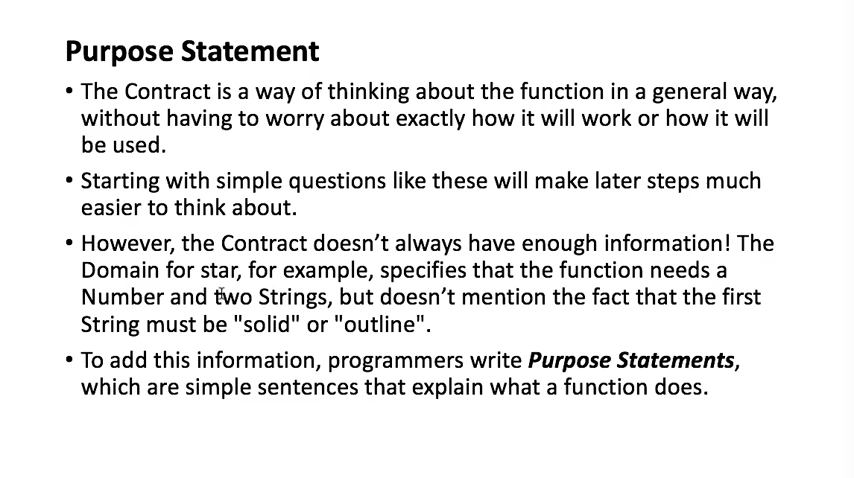 Purpose Statement
• The Contract is a way of thinking about the function in a general way,
without having to worry about exactly how it will work or how it will
be used.
• Starting with simple questions like these will make later steps much
easier to think about.
• However, the Contract doesn’t always have enough information! The
Domain for star, for example, specifies that the function needs a
Number and two Strings, but doesn’t mention the fact that the first
String must be "solid" or "outline".
• To add this information, programmers write Purpose Statements,
which are simple sentences that explain what a function does.